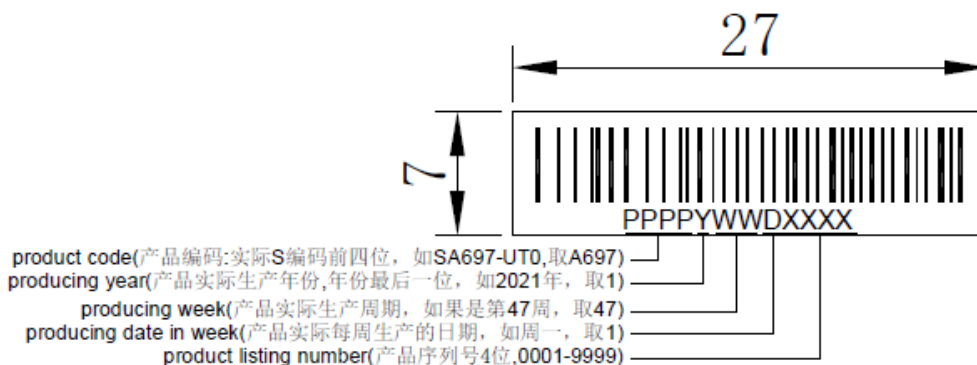 27
7
PPPPYWWDXXXX
product code(产品编码:实际S编码前四位，如SA697-UT0,取A697)
producing year(产品实际生产年份,年份最后一位，如2021年，取1)
producing week(产品实际生产周期，如果是第47周，取47)
producing date in week(产品实际每周生产的日期，如周一，取1)
product listing number(产品序列号4位,0001-9999)